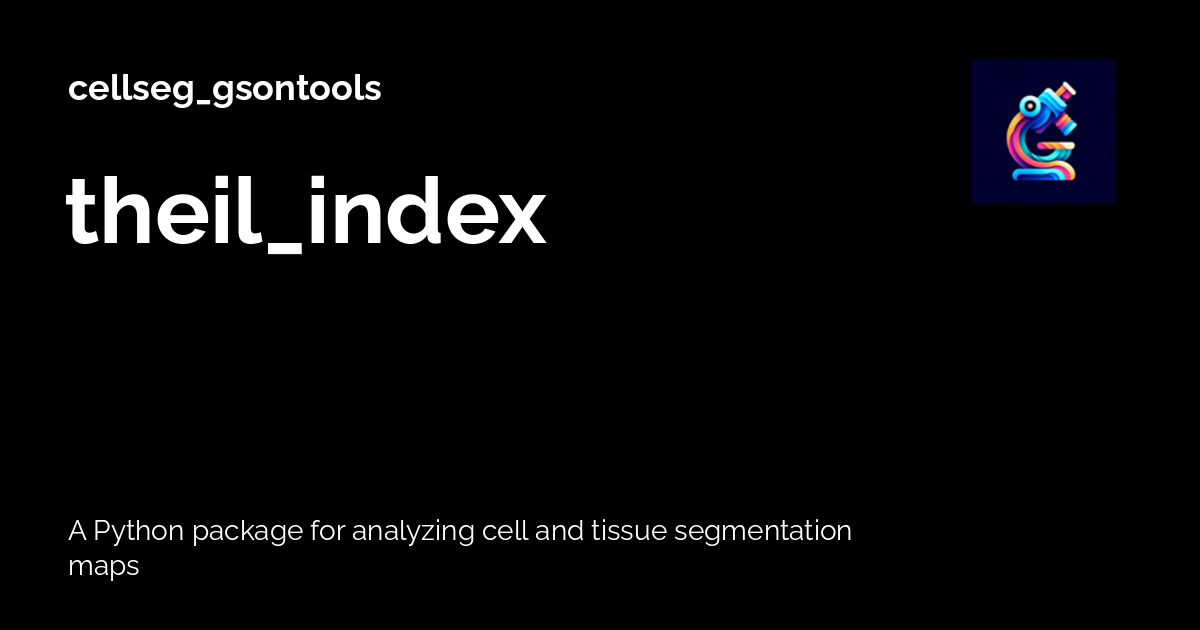 cellseg_gsontools
theil_index
A Python package for analyzing cell and tissue segmentation
maps